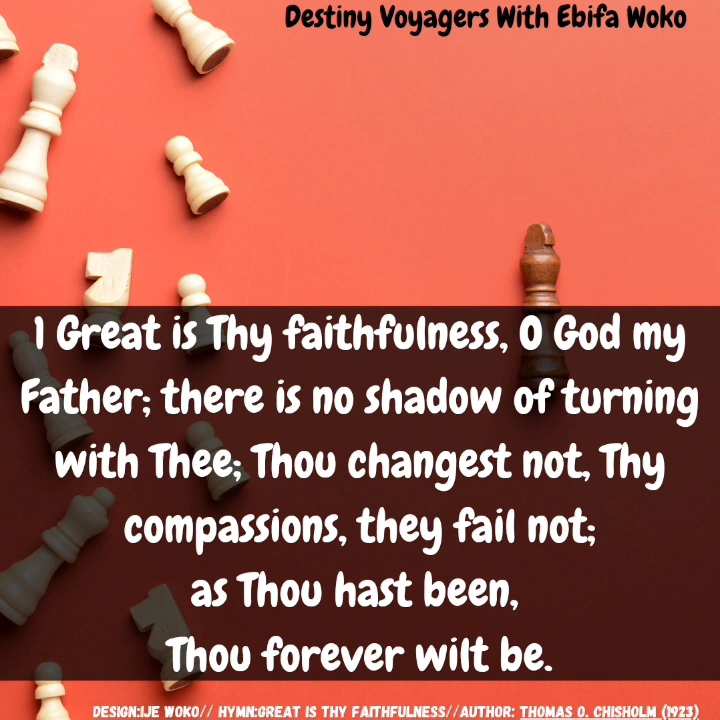 Destiny Voyagers With Ebifa Woko
1 Great is Thy faithfulness, O God my
Father; there is no shadow of turning
with Thee; Thou changest not, Thy
compassions, they fail not;
as Thou hast been,
Thou forever wilt be.
DESIGN:IJE WOKO// HYMN:GREAT IS THY FAITHFULNESS//AUTHOR: THOMAS O. CHISHOLM (1923)